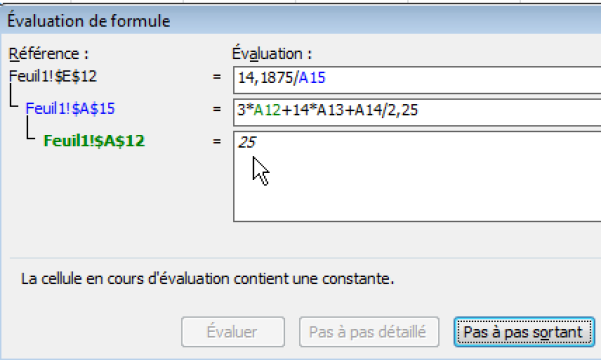 Évaluation de formule
Référence : Évaluation :
Feuil1!$E$12 = 14,1875/A15
Feuil1!$A$15 = 3*A12+14*A13+A14/2,25
Feuil1!$A$12 = 25
La cellule en cours d'évaluation contient une constante.
Évaluer Pas à pas détaillé Pas à pas sortant